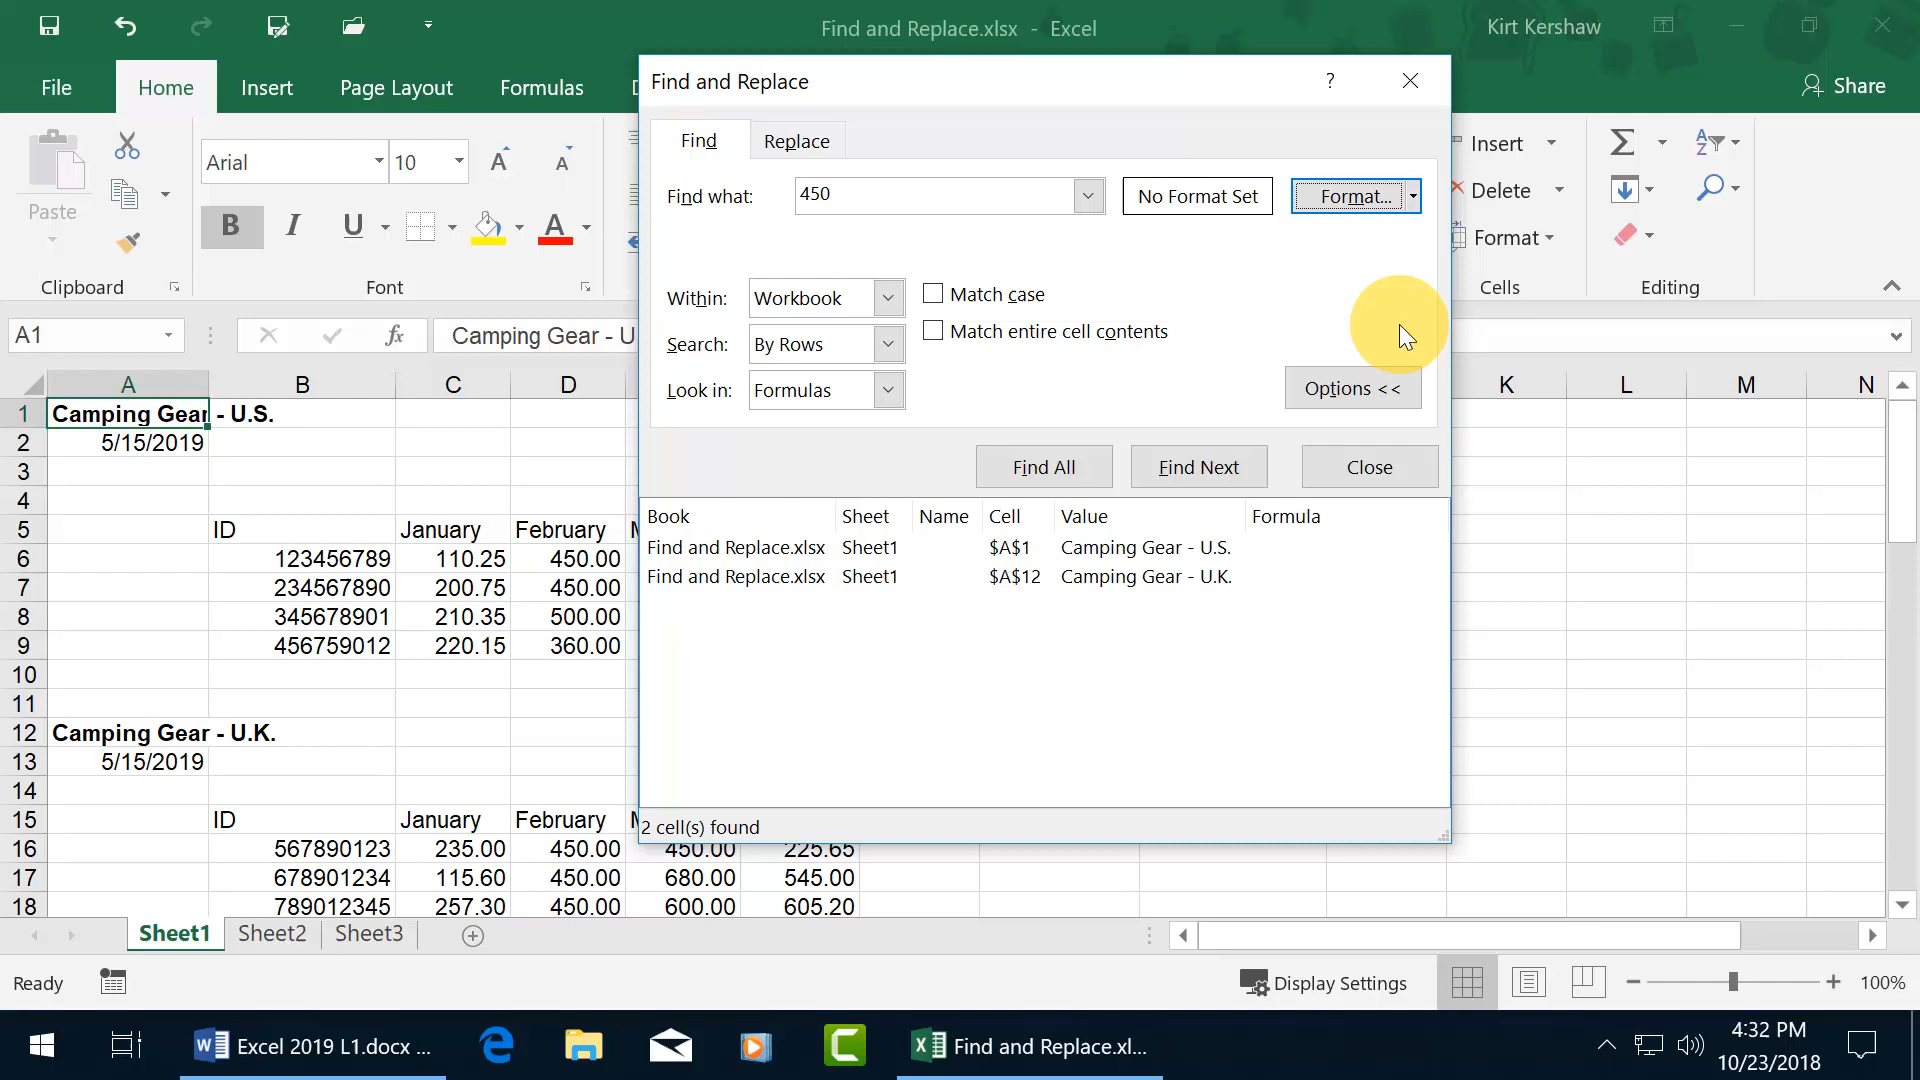 Find and Replace.xlsx - Excel
Kirt Kershaw
File Home Insert Page Layout Formulas
Share
Paste
Clipboard
Arial 10
B I U A
Font
Insert
Delete
Format
Cells
Editing
A1 fx Camping Gear - U
Find and Replace ?
Find Replace
Find what: 450 No Format Set Format...
Within: Workbook Match case
Search: By Rows Match entire cell contents
Look in: Formulas Options <<
Find All Find Next Close
Book Sheet Name Cell Value Formula
Find and Replace.xlsx Sheet1 $A$1 Camping Gear - U.S.
Find and Replace.xlsx Sheet1 $A$12 Camping Gear - U.K.
2 cell(s) found
A B C D K L M N
1 Camping Gear - U.S.
2 5/15/2019
3
4
5 ID January February
6 123456789 110.25 450.00
7 234567890 200.75 450.00
8 345678901 210.35 500.00
9 456759012 220.15 360.00
10
11
12 Camping Gear - U.K.
13 5/15/2019
14
15 ID January February
16 567890123 235.00 450.00 450.00 225.65
17 678901234 115.60 450.00 680.00 545.00
18 789012345 257.30 450.00 600.00 605.20
Sheet1 Sheet2 Sheet3
Ready Display Settings 100%
Excel 2019 L1.docx ... Find and Replace.xl...
4:32 PM
10/23/2018